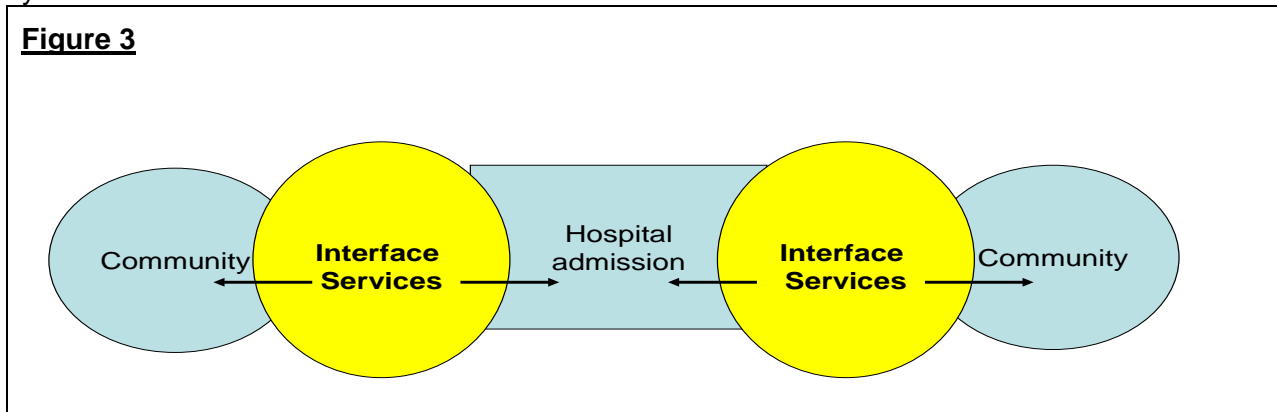 Figure 3
Community
Interface
Services
Hospital
admission
Interface
Services
Community